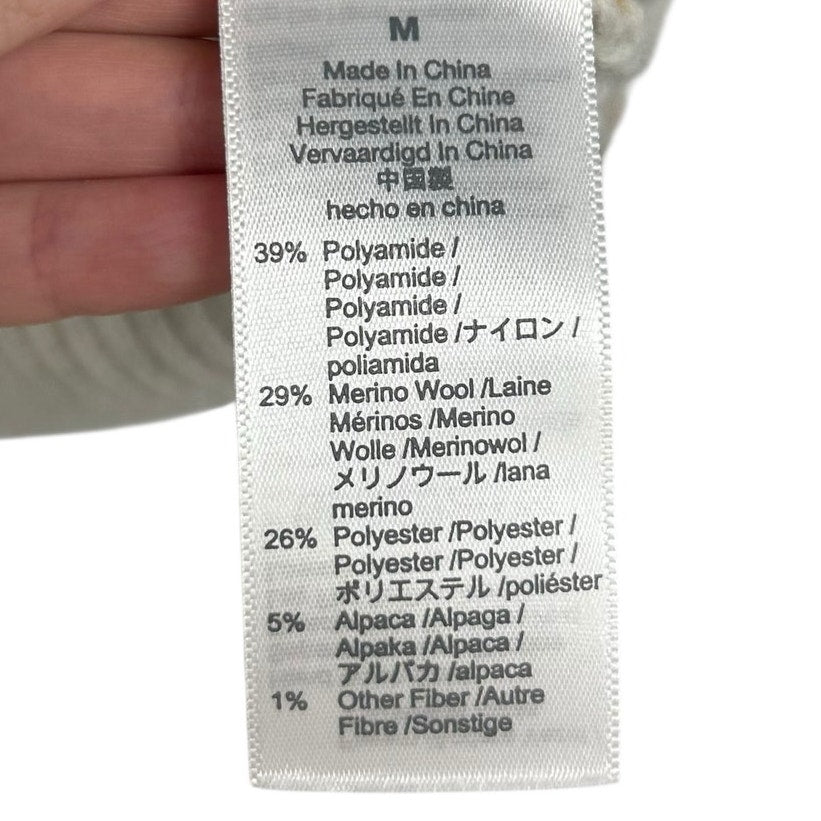 M
Made In China
Fabriqué En Chine
Hergestellt In China
Vervaardigd In China
中国製
hecho en china
39% Polyamide /
Polyamide /
Polyamide /
Polyamide /ナイロン /
poliamida
29% Merino Wool /Laine
Mérinos /Merino
Wolle /Merinowol /
メリノウール /lana
merino
26% Polyester /Polyester /
Polyester /Polyester /
ポリエステル /poliéster
5% Alpaca /Alpaga /
Alpaka /Alpaca /
アルパカ /alpaca
1% Other Fiber /Autre
Fibre /Sonstige